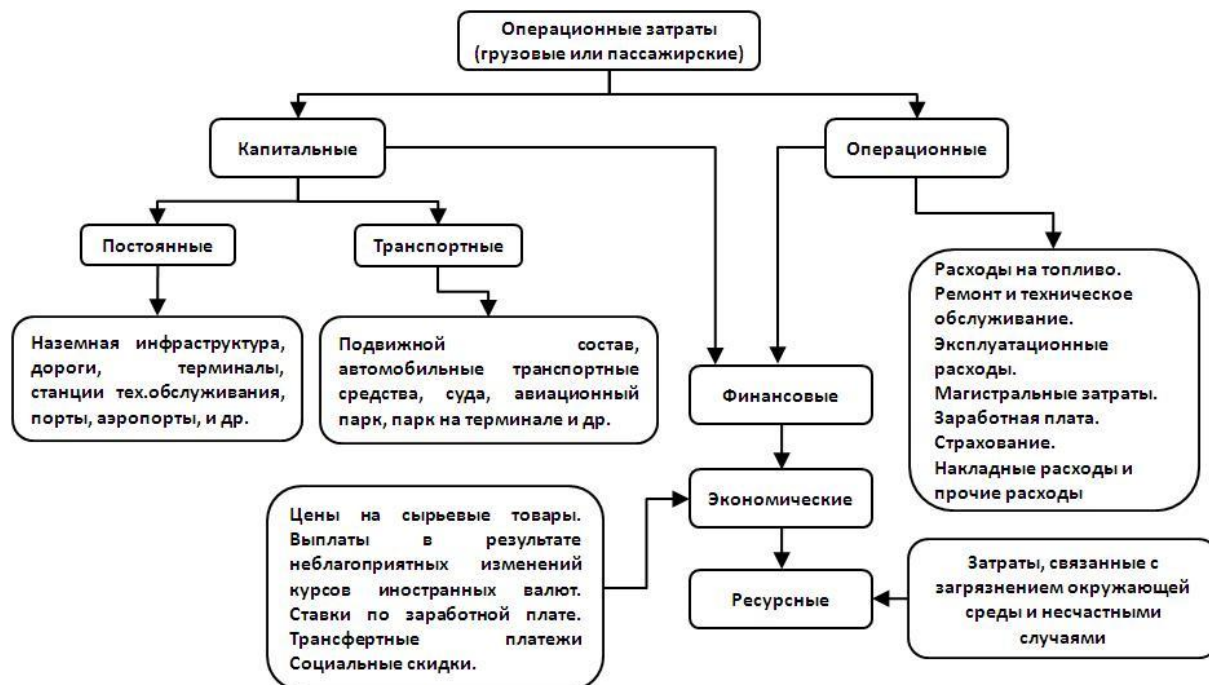 Операционные затраты
(грузовые или пассажирские)
Капитальные
Операционные
Постоянные
Транспортные
Наземная инфраструктура,
дороги, терминалы,
станции тех.обслуживания,
порты, аэропорты, и др.
Подвижной состав,
автомобильные транспортные
средства, суда, авиационный
парк, парк на терминале и др.
Расходы на топливо.
Ремонт и техническое
обслуживание.
Эксплуатационные
расходы.
Магистральные затраты.
Заработная плата.
Страхование.
Накладные расходы и
прочие расходы
Финансовые
Экономические
Цены на сырьевые товары.
Выплаты в результате
неблагоприятных изменений
курсов иностранных валют.
Ставки по заработной плате.
Трансфертные платежи
Социальные скидки.
Ресурсные
Затраты, связанные с
загрязнением окружающей
среды и несчастными
случаями